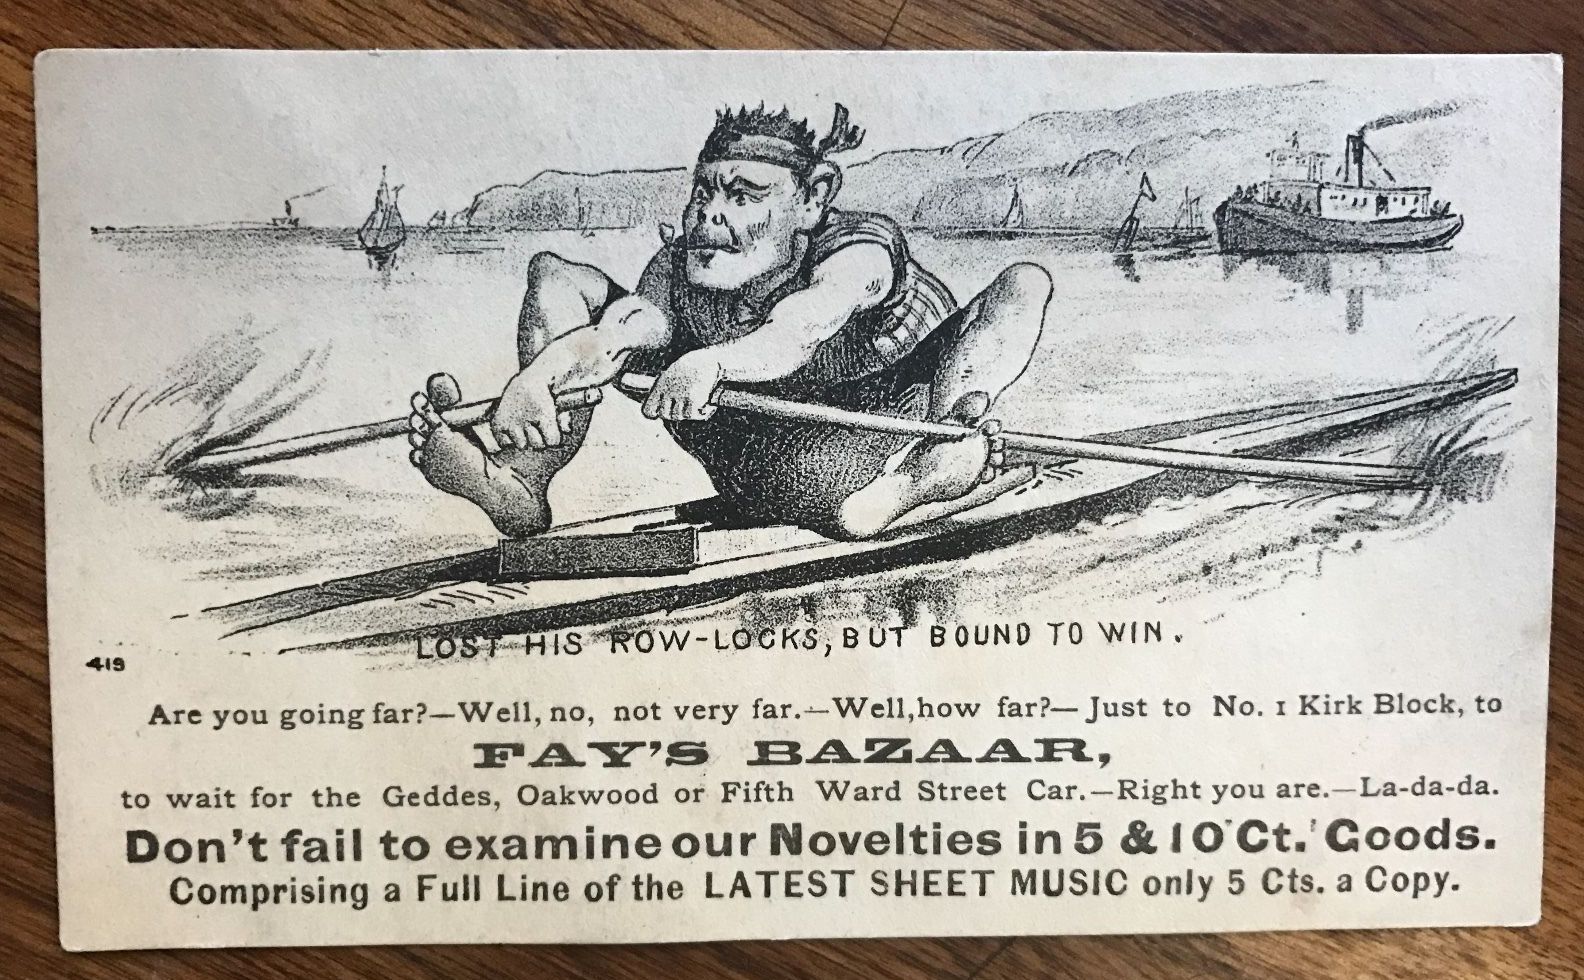 LOST HIS ROW-LOCKS, BUT BOUND TO WIN.
419
Are you going far?—Well, no, not very far.—Well, how far?—Just to No. 1 Kirk Block, to
FAY'S BAZAAR,
to wait for the Geddes, Oakwood or Fifth Ward Street Car.—Right you are.—La-da-da.
Don't fail to examine our Novelties in 5 & 10 Ct. Goods.
Comprising a Full Line of the LATEST SHEET MUSIC only 5 Cts. a Copy.